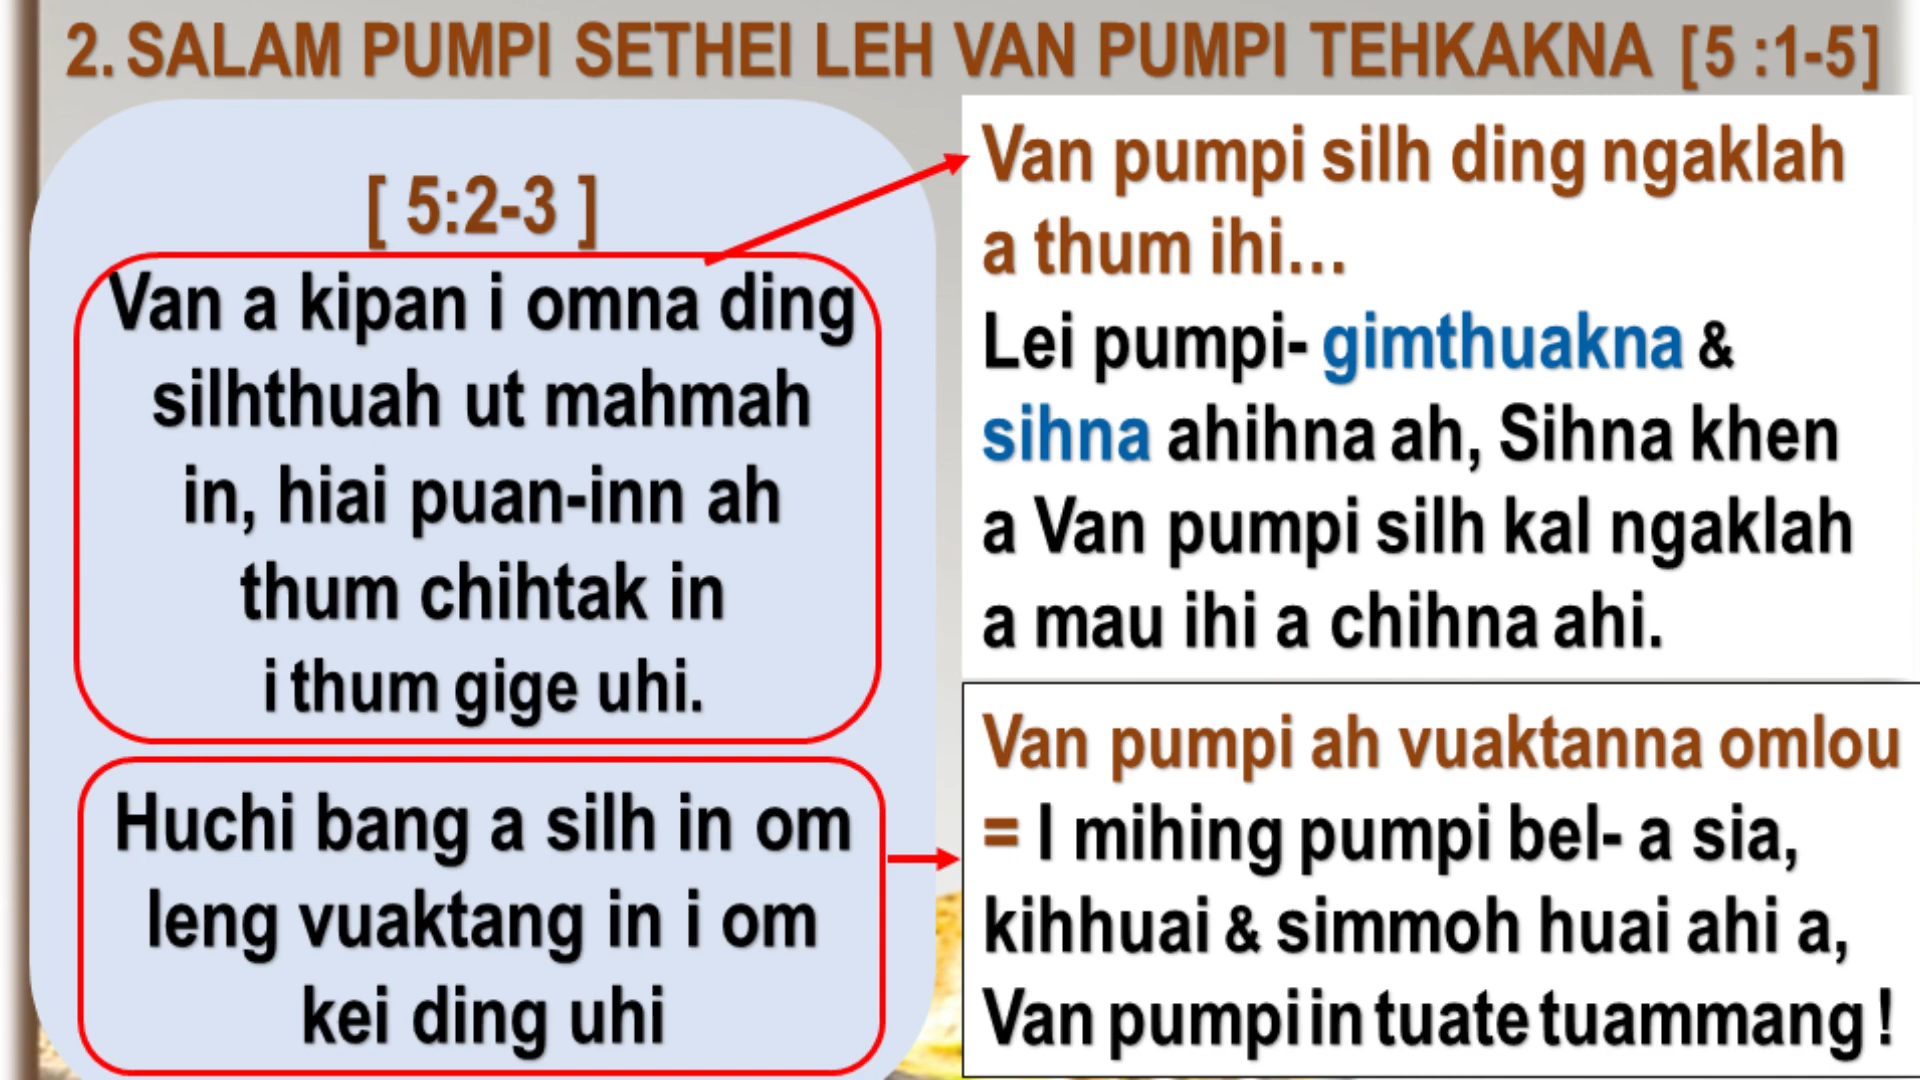 2. SALAM PUMPI SETHEI LEH VAN PUMPI TEHKAKNA [5 :1-5]
[ 5:2-3 ]
Van a kipan i omna ding
silhthuah ut mahmah
in, hiai puan-inn ah
thum chihtak in
i thum gige uhi.
Huchi bang a silh in om
leng vuaktang in i om
kei ding uhi
Van pumpi silh ding ngaklah
a thum ihi...
Lei pumpi- gimthuakna &
sihna ahihna ah, Sihna khen
a Van pumpi silh kal ngaklah
a mau ihi a chihna ahi.
Van pumpi ah vuaktanna omlou
= I mihing pumpi bel- a sia,
kihhuai & simmoh huai ahi a,
Van pumpi in tuate tuammang !